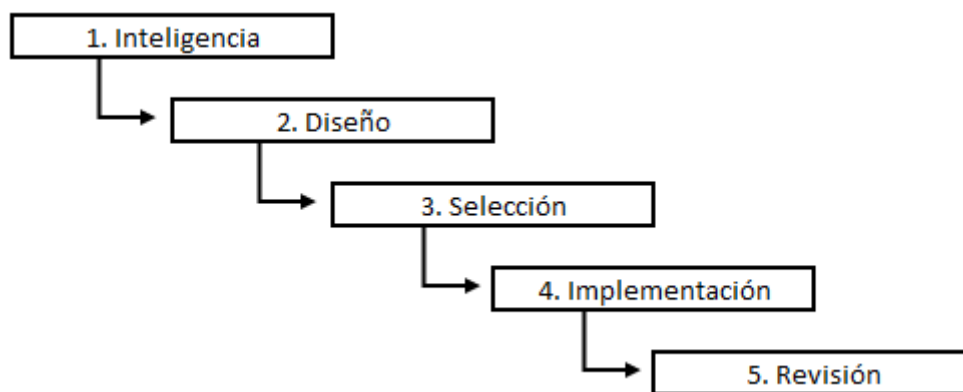 1. Inteligencia
2. Diseño
3. Selección
4. Implementación
5. Revisión